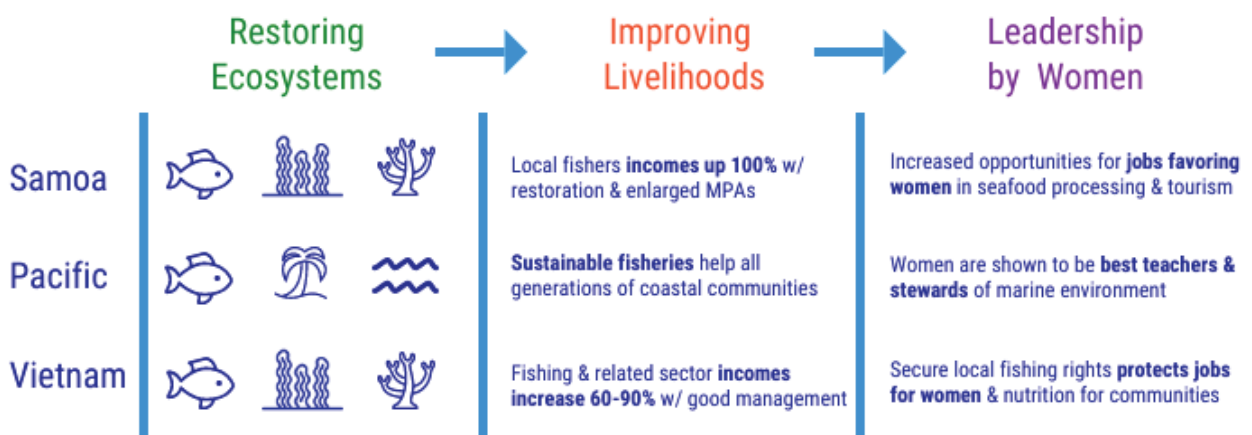 Restoring
Ecosystems
Improving
Livelihoods
Leadership
by Women
Samoa
Local fishers incomes up 100% w/
restoration & enlarged MPAs
Increased opportunities for jobs favoring
women in seafood processing & tourism
Pacific
Sustainable fisheries help all
generations of coastal communities
Women are shown to be best teachers &
stewards of marine environment
Vietnam
Fishing & related sector incomes
increase 60-90% w/ good management
Secure local fishing rights protects jobs
for women & nutrition for communities